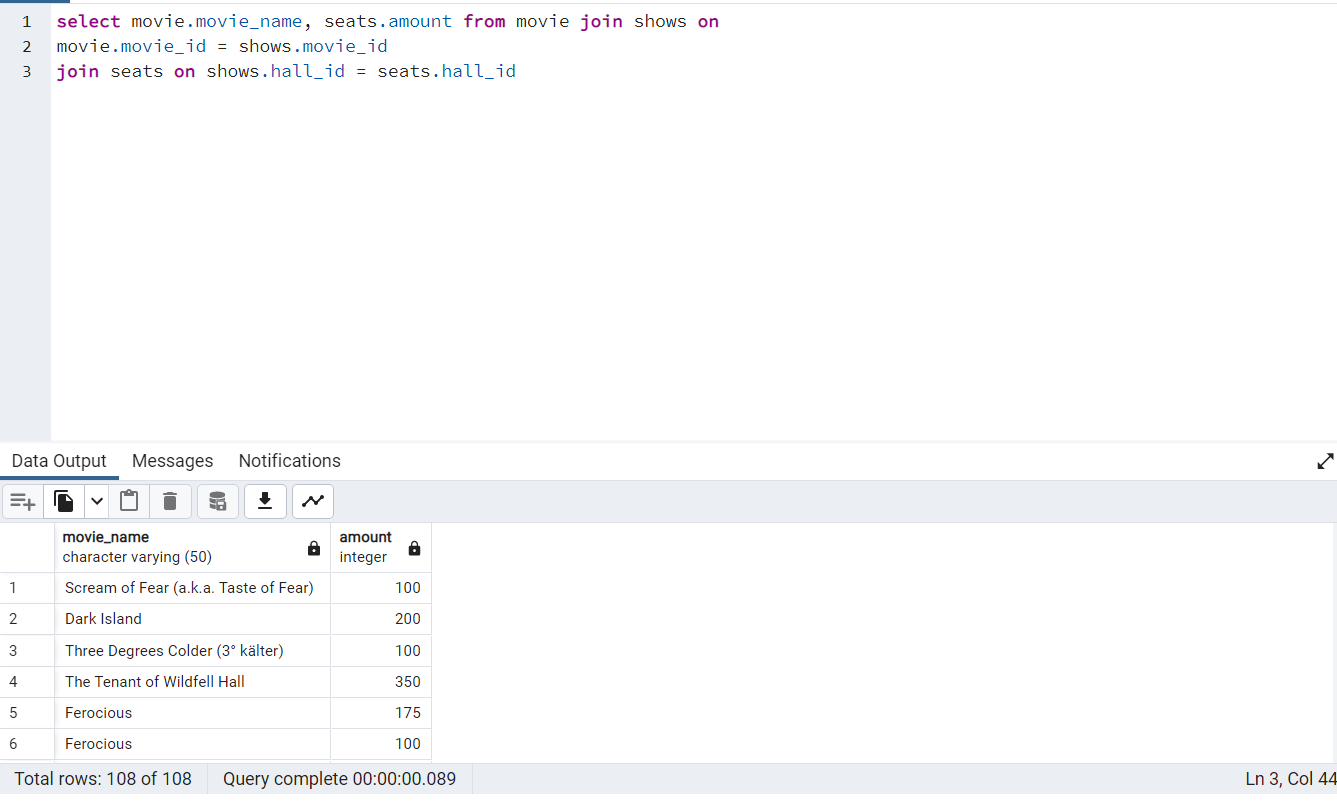 1 select movie.movie_name, seats.amount from movie join shows on
2 movie.movie_id = shows.movie_id
3 join seats on shows.hall_id = seats.hall_id
Data Output Messages Notifications
movie_name amount
character varying (50) integer
1 Scream of Fear (a.k.a. Taste of Fear) 100
2 Dark Island 200
3 Three Degrees Colder (3° kälter) 100
4 The Tenant of Wildfell Hall 350
5 Ferocious 175
6 Ferocious 100
Total rows: 108 of 108 Query complete 00:00:00.089 Ln 3, Col 44